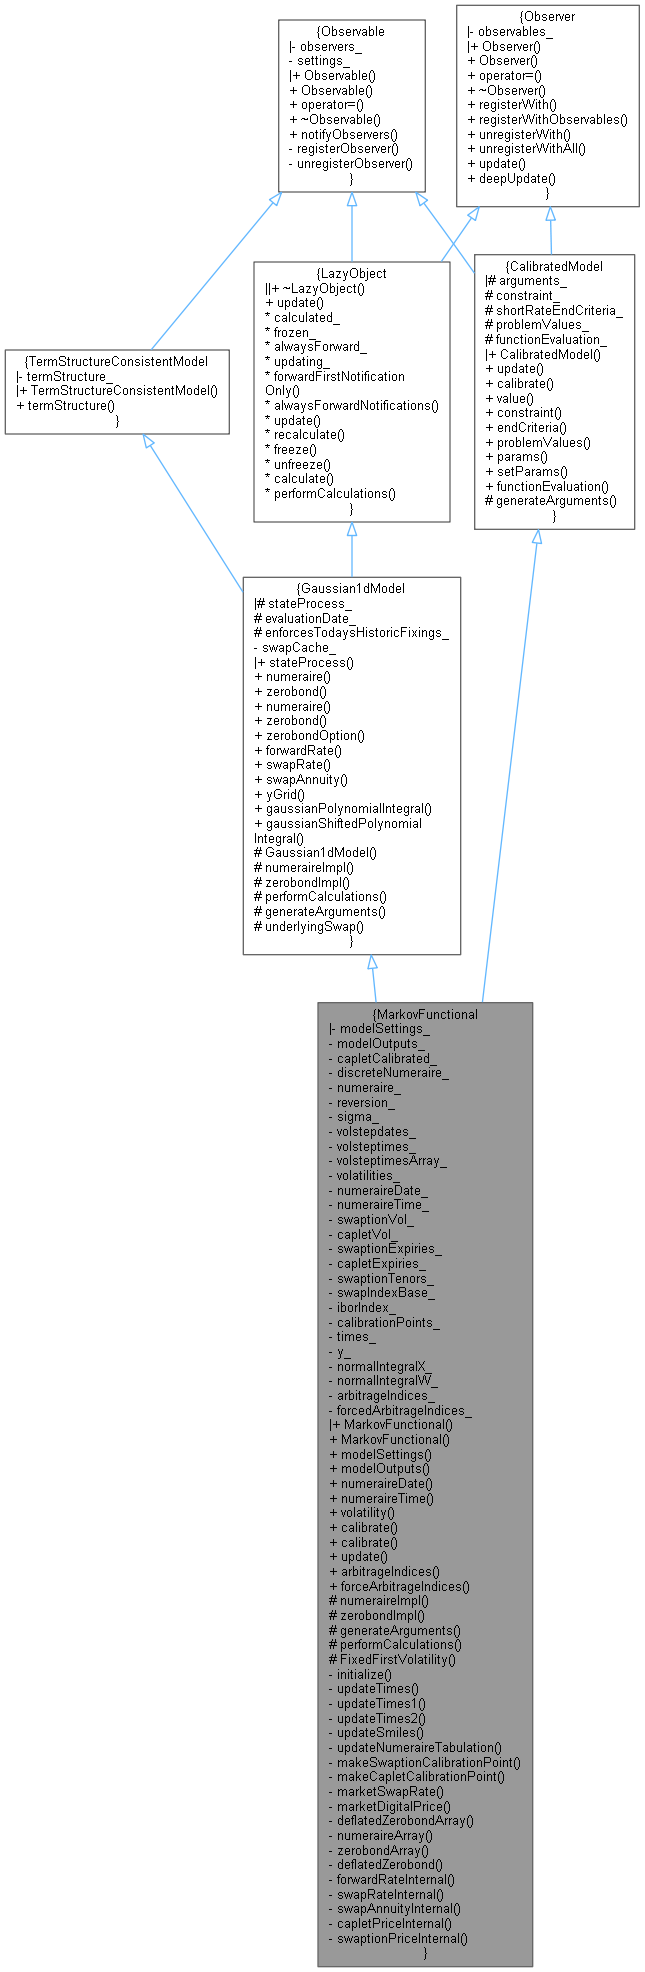 {Observable
|- observers_
- settings_
|+ Observable()
+ Observable()
+ operator=()
+ ~Observable()
+ notifyObservers()
- registerObserver()
- unregisterObserver()
}
{Observer
|- observables_
|+ Observer()
+ Observer()
+ operator=()
+ ~Observer()
+ registerWith()
+ registerWithObservables()
+ unregisterWith()
+ unregisterWithAll()
+ update()
+ deepUpdate()
}
{TermStructureConsistentModel
|- termStructure_
|+ TermStructureConsistentModel()
+ termStructure()
}
{LazyObject
||+ ~LazyObject()
+ update()
* calculated_
* frozen_
* alwaysForward_
* updating_
* forwardFirstNotification
Only()
* alwaysForwardNotifications()
* update()
* recalculate()
* freeze()
* unfreeze()
* calculate()
* performCalculations()
}
{CalibratedModel
|# arguments_
# constraint_
# shortRateEndCriteria_
# problemValues_
# functionEvaluation_
|+ CalibratedModel()
+ update()
+ calibrate()
+ value()
+ constraint()
+ endCriteria()
+ problemValues()
+ params()
+ setParams()
+ functionEvaluation()
# generateArguments()
}
{Gaussian1dModel
|# stateProcess_
# evaluationDate_
# enforcesTodaysHistoricFixings_
- swapCache_
|+ stateProcess()
+ numeraire()
+ zerobond()
+ numeraire()
+ zerobond()
+ zerobondOption()
+ forwardRate()
+ swapRate()
+ swapAnnuity()
+ yGrid()
+ gaussianPolynomialIntegral()
+ gaussianShiftedPolynomial
Integral()
# Gaussian1dModel()
# numeraireImpl()
# zerobondImpl()
# performCalculations()
# generateArguments()
# underlyingSwap()
}
{MarkovFunctional
|- modelSettings_
- modelOutputs_
- capletCalibrated_
- discreteNumeraire_
- numeraire_
- reversion_
- sigma_
- volstepdates_
- volsteptimes_
- volsteptimesArray_
- volatilities_
- numeraireDate_
- numeraireTime_
- swaptionVol_
- capletVol_
- swaptionExpiries_
- capletExpiries_
- swaptionTenors_
- swapIndexBase_
- iborIndex_
- calibrationPoints_
- times_
- y_
- normalIntegralX_
- normalIntegralW_
- arbitrageIndices_
- forcedArbitrageIndices_
|+ MarkovFunctional()
+ MarkovFunctional()
+ modelSettings()
+ modelOutputs()
+ numeraireDate()
+ numeraireTime()
+ volatility()
+ calibrate()
+ calibrate()
+ update()
+ arbitrageIndices()
+ forceArbitrageIndices()
# numeraireImpl()
# zerobondImpl()
# generateArguments()
# performCalculations()
# FixedFirstVolatility()
- initialize()
- updateTimes()
- updateTimes1()
- updateTimes2()
- updateSmiles()
- updateNumeraireTabulation()
- makeSwaptionCalibrationPoint()
- makeCapletCalibrationPoint()
- marketSwapRate()
- marketDigitalPrice()
- deflatedZerobondArray()
- numeraireArray()
- zerobondArray()
- deflatedZerobond()
- forwardRateInternal()
- swapRateInternal()
- swapAnnuityInternal()
- capletPriceInternal()
- swaptionPriceInternal()
}